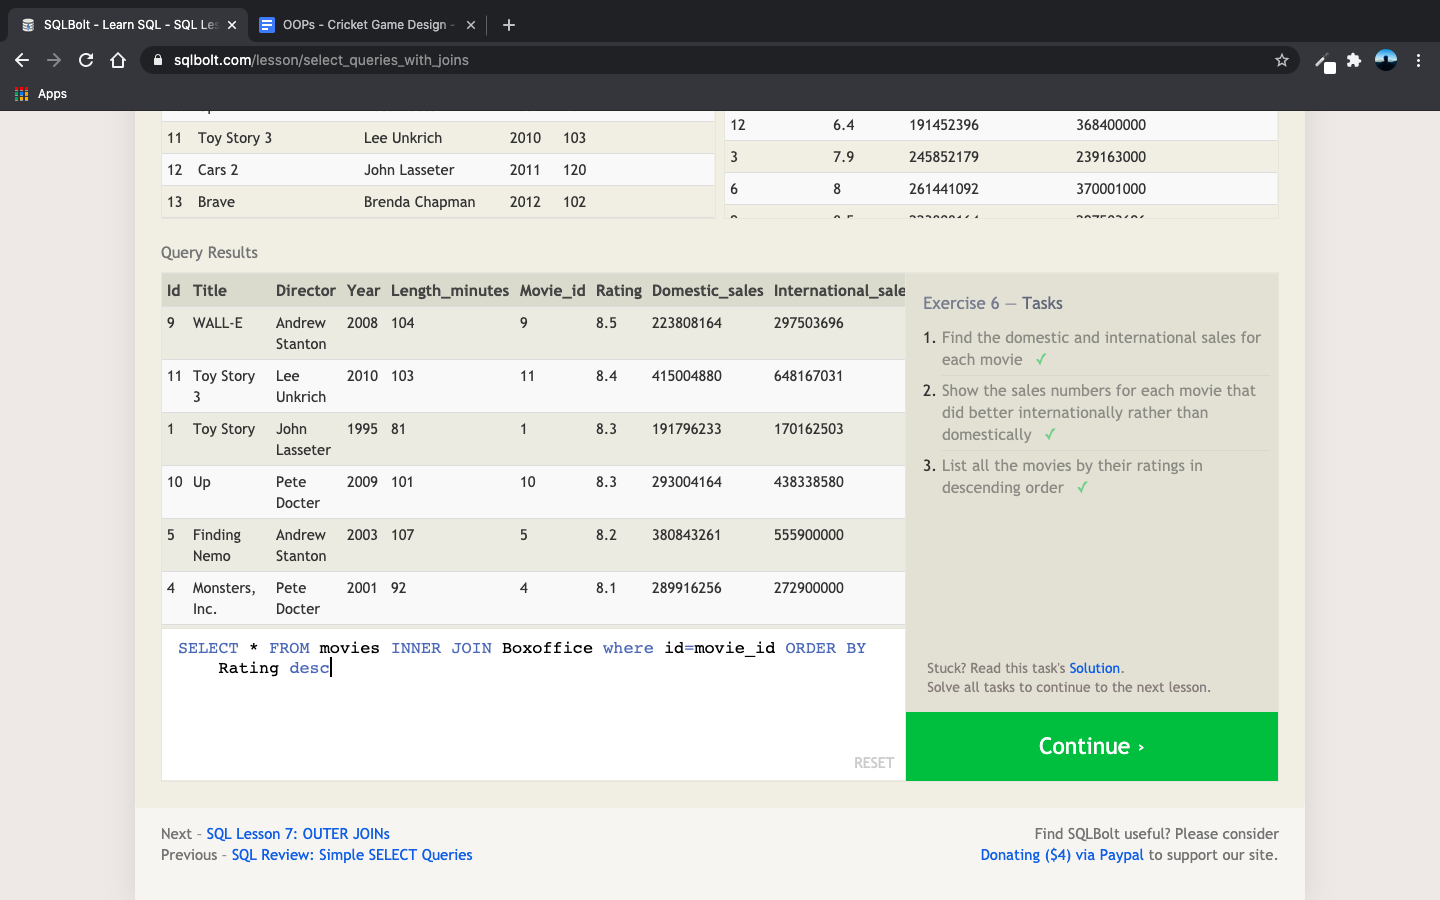 SQLBolt - Learn SQL - SQL Les
OOPs - Cricket Game Design -
sqlbolt.com/lesson/select_queries_with_joins
Apps
11 Toy Story 3 Lee Unkrich 2010 103
12 Cars 2 John Lasseter 2011 120
13 Brave Brenda Chapman 2012 102
12 6.4 191452396 368400000
3 7.9 245852179 239163000
6 8 261441092 370001000
Query Results
Id Title Director Year Length_minutes Movie_id Rating Domestic_sales International_sale
9 WALL-E Andrew 2008 104 9 8.5 223808164 297503696
Stanton
11 Toy Story Lee 2010 103 11 8.4 415004880 648167031
3 Unkrich
1 Toy Story John 1995 81 1 8.3 191796233 170162503
Lasseter
10 Up Pete 2009 101 10 8.3 293004164 438338580
Docter
5 Finding Andrew 2003 107 5 8.2 380843261 555900000
Nemo Stanton
4 Monsters, Pete 2001 92 4 8.1 289916256 272900000
Inc. Docter
SELECT * FROM movies INNER JOIN Boxoffice where id=movie_id ORDER BY
Rating desc
RESET
Exercise 6 — Tasks
1. Find the domestic and international sales for
each movie ✓
2. Show the sales numbers for each movie that
did better internationally rather than
domestically ✓
3. List all the movies by their ratings in
descending order ✓
Stuck? Read this task's Solution.
Solve all tasks to continue to the next lesson.
Continue ›
Next – SQL Lesson 7: OUTER JOINs
Previous – SQL Review: Simple SELECT Queries
Find SQLBolt useful? Please consider
Donating ($4) via Paypal to support our site.